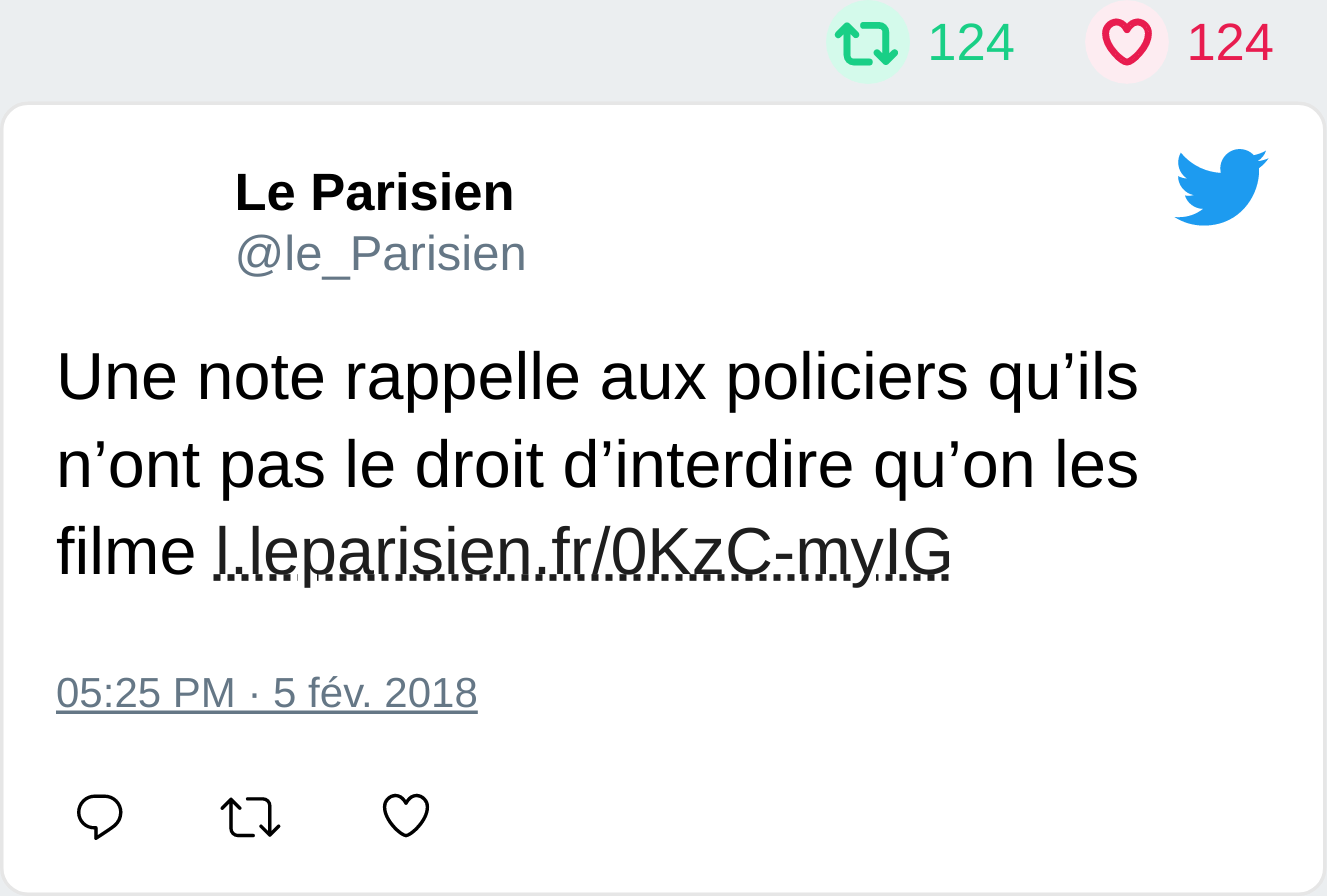 124 124
Le Parisien
@le_Parisien
Une note rappelle aux policiers qu’ils
n’ont pas le droit d’interdire qu’on les
filme l.leparisien.fr/0KzC-myIG
05:25 PM · 5 fév. 2018